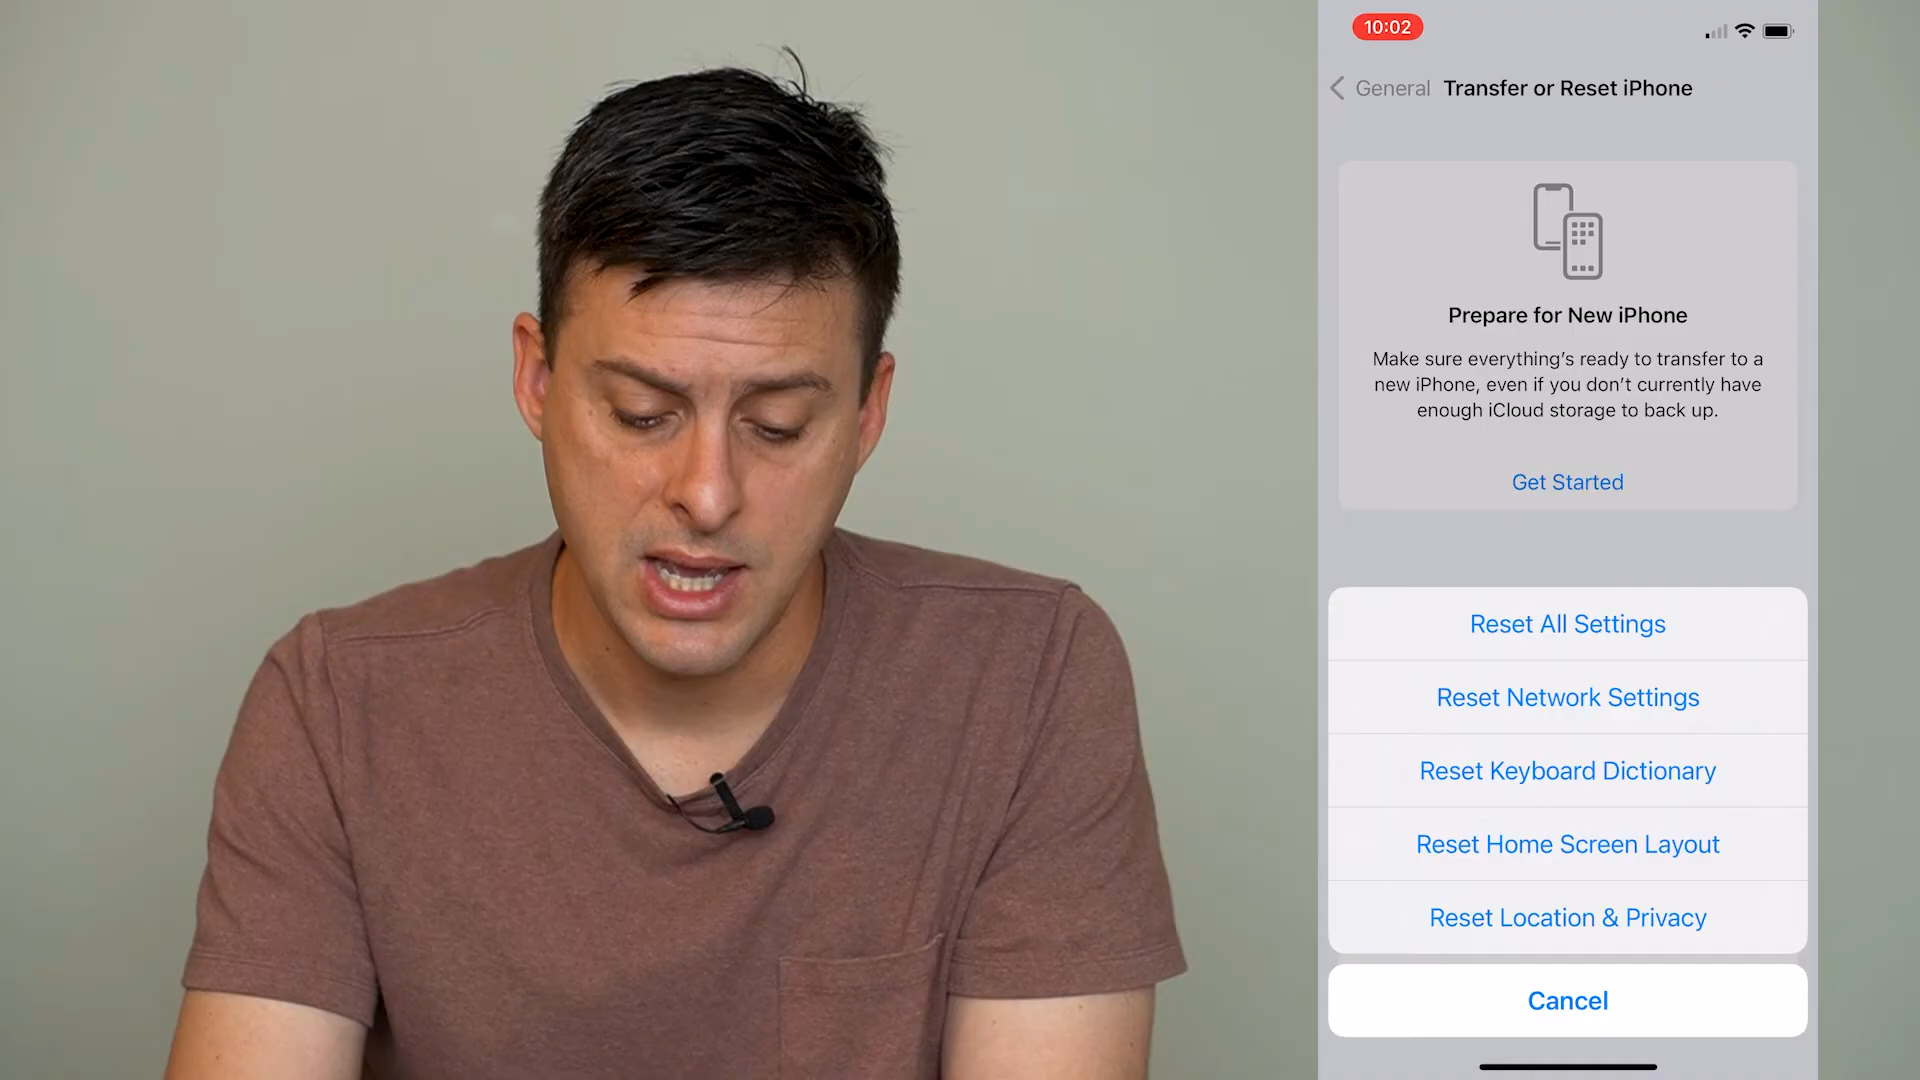 10:02
General Transfer or Reset iPhone
Prepare for New iPhone
Make sure everything’s ready to transfer to a
new iPhone, even if you don’t currently have
enough iCloud storage to back up.
Get Started
Reset All Settings
Reset Network Settings
Reset Keyboard Dictionary
Reset Home Screen Layout
Reset Location & Privacy
Cancel